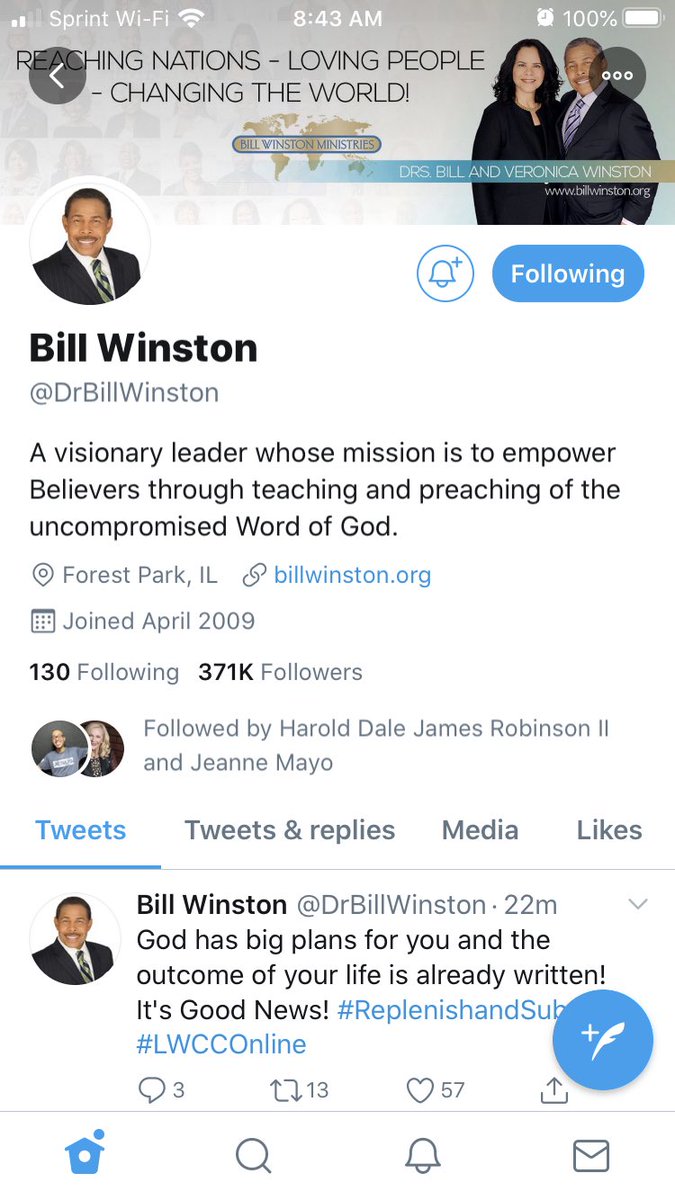 Sprint Wi-Fi 8:43 AM 100%
REACHING NATIONS - LOVING PEOPLE
- CHANGING THE WORLD!
BILL WINSTON MINISTRIES
DRS. BILL AND VERONICA WINSTON
www.billwinston.org
Following
Bill Winston
@DrBillWinston
A visionary leader whose mission is to empower
Believers through teaching and preaching of the
uncompromised Word of God.
Forest Park, IL billwinston.org
Joined April 2009
130 Following 371K Followers
Followed by Harold Dale James Robinson II
and Jeanne Mayo
Tweets Tweets & replies Media Likes
Bill Winston @DrBillWinston · 22m
God has big plans for you and the
outcome of your life is already written!
It's Good News! #ReplenishandSub
#LWCCOnline
3 13 57